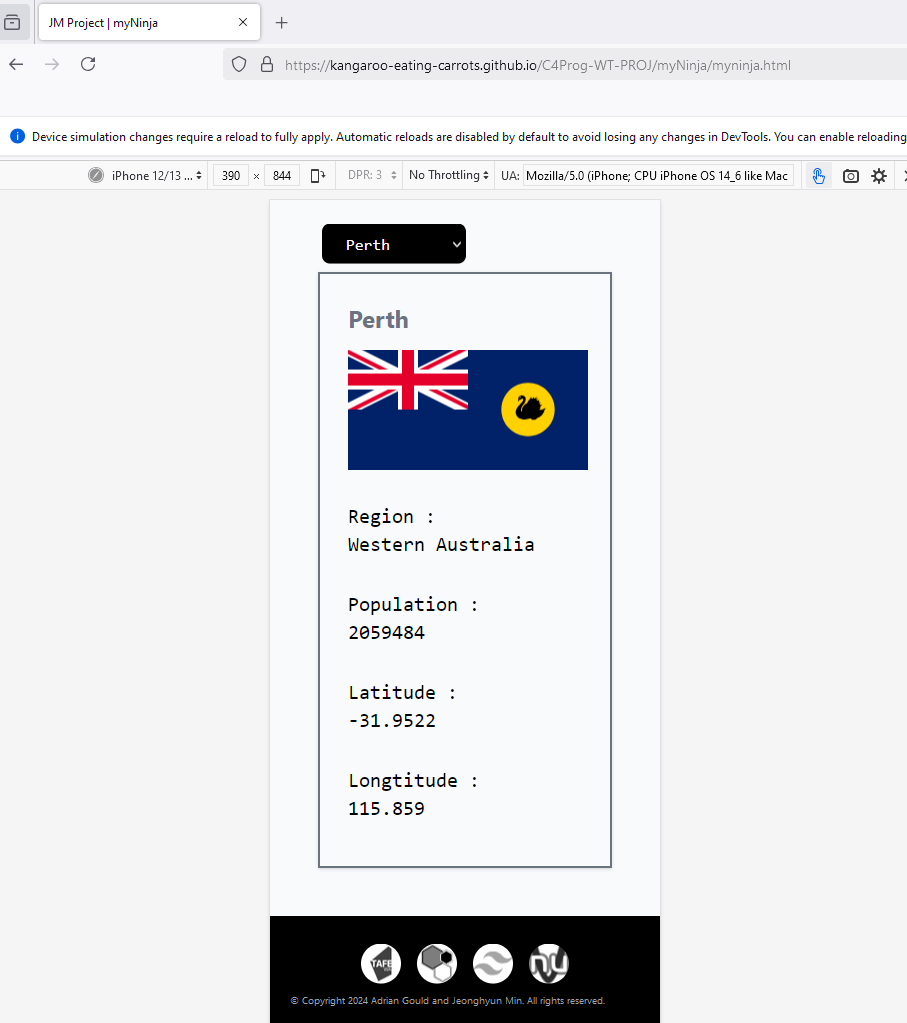 JM Project | myNinja
https://kangaroo-eating-carrots.github.io/C4Prog-WT-PROJ/myNinja/myninja.html
Device simulation changes require a reload to fully apply. Automatic reloads are disabled by default to avoid losing any changes in DevTools. You can enable reloading
iPhone 12/13 ... 390 × 844 DPR: 3 No Throttling UA: Mozilla/5.0 (iPhone; CPU iPhone OS 14_6 like Mac
Perth
Perth
Region :
Western Australia
Population :
2059484
Latitude :
-31.9522
Longtitude :
115.859
TAFE
© Copyright 2024 Adrian Gould and Jeonghyun Min. All rights reserved.